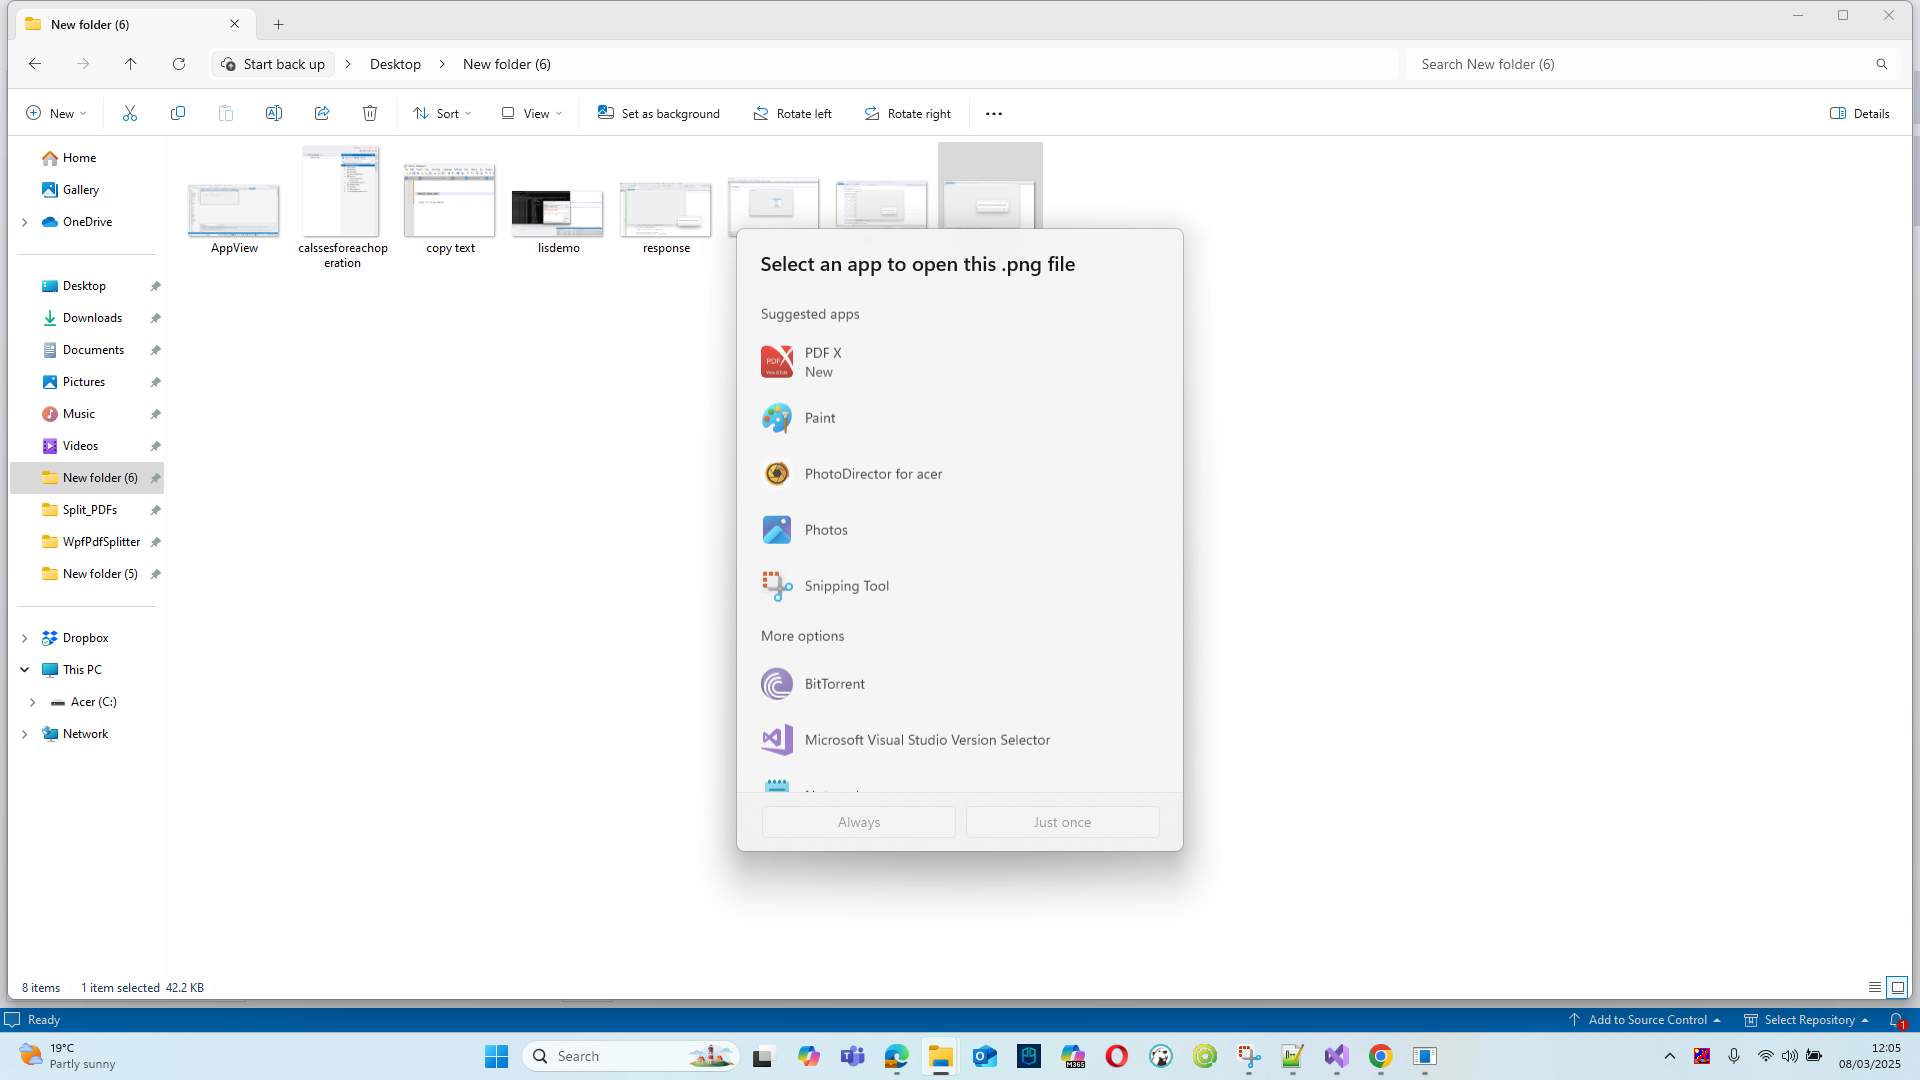 New folder (6)
Start back up
Desktop
New folder (6)
Search New folder (6)
New
Sort
View
Set as background
Rotate left
Rotate right
Details
Home
Gallery
OneDrive
Desktop
Downloads
Documents
Pictures
Music
Videos
New folder (6)
Split_PDFs
WpfPdfSplitter
New folder (5)
Dropbox
This PC
Acer (C:)
Network
AppView
calssesforeachop
eration
copy text
lisdemo
response
Select an app to open this .png file
Suggested apps
PDF X
New
Paint
PhotoDirector for acer
Photos
Snipping Tool
More options
BitTorrent
Microsoft Visual Studio Version Selector
Always
Just once
8 items
1 item selected 42.2 KB
Ready
Add to Source Control
Select Repository
1
19°C
Partly sunny
Search
M365
12:05
08/03/2025